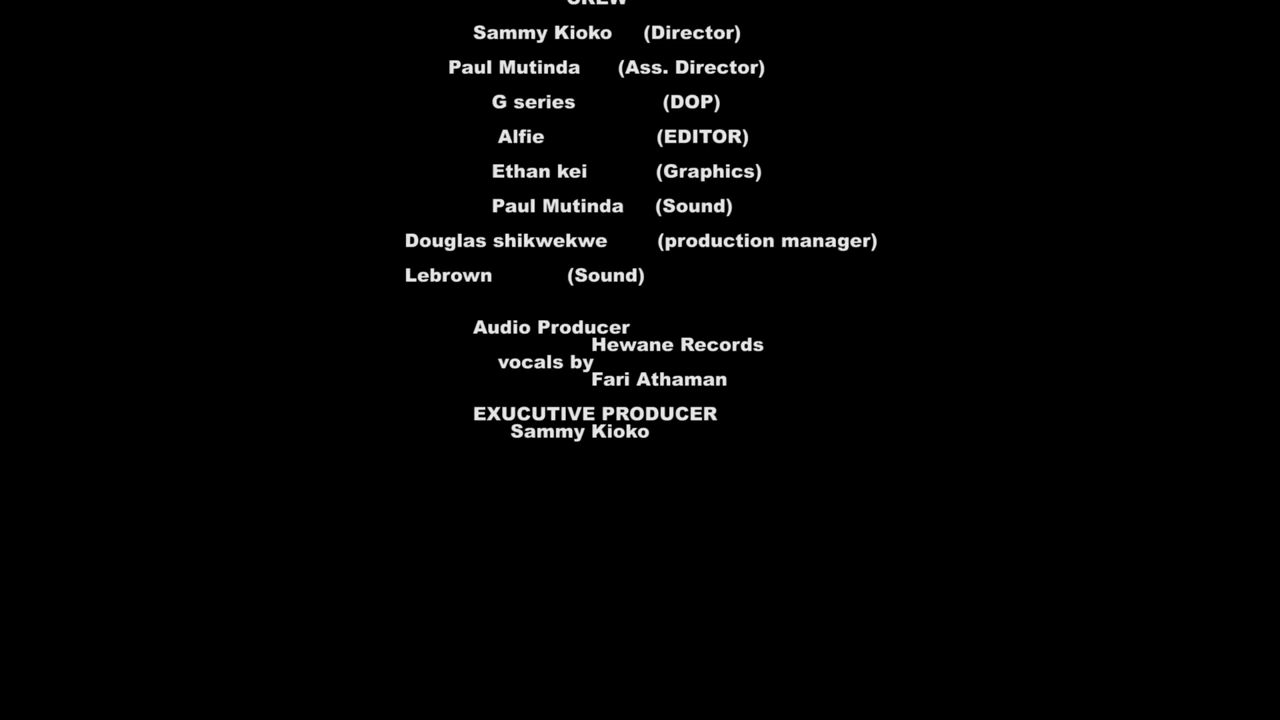 CREW
Sammy Kioko (Director)
Paul Mutinda (Ass. Director)
G series (DOP)
Alfie (EDITOR)
Ethan kei (Graphics)
Paul Mutinda (Sound)
Douglas shikwekwe (production manager)
Lebrown (Sound)
Audio Producer
Hewane Records
vocals by
Fari Athaman
EXUCUTIVE PRODUCER
Sammy Kioko